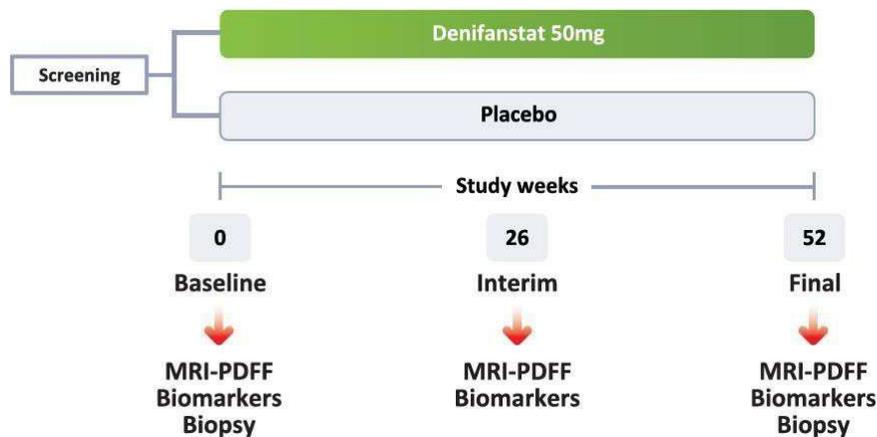 Denifanstat 50mg
Screening
Placebo
Study weeks
0 26 52
Baseline Interim Final
MRI-PDFF MRI-PDFF MRI-PDFF
Biomarkers Biomarkers Biomarkers
Biopsy Biopsy